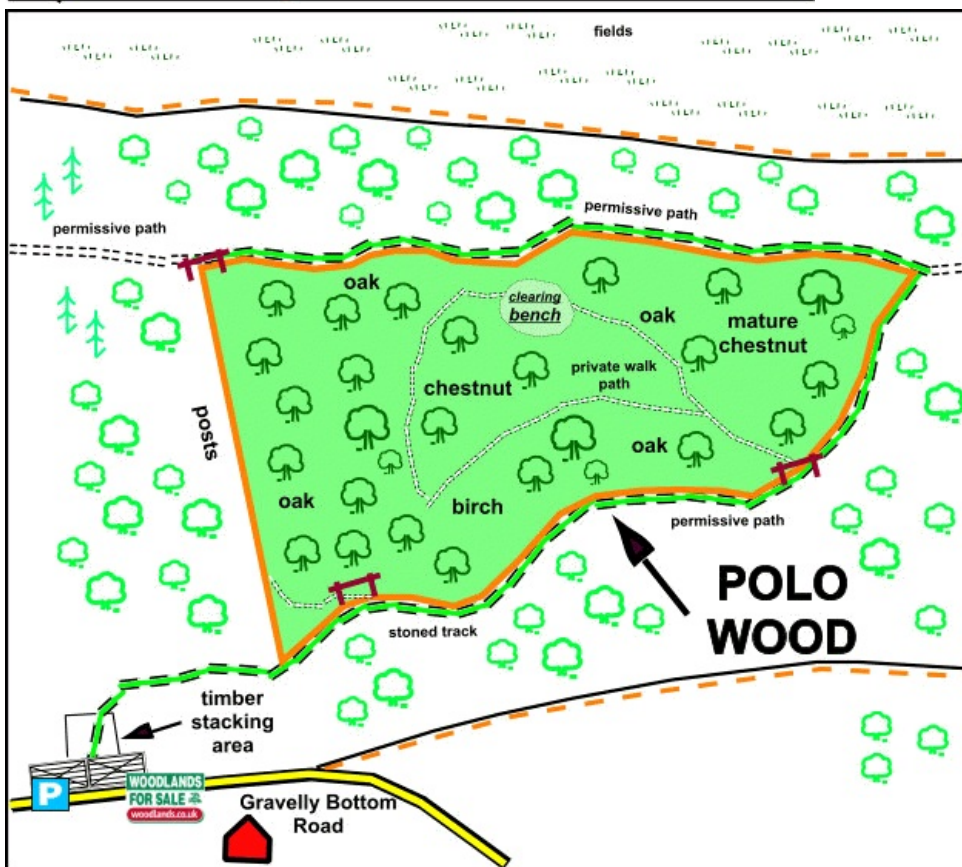 fields
permissive path
permissive path
oak
clearing
bench
oak
mature
chestnut
chestnut
private walk
path
posts
oak
oak
birch
permissive path
POLO
WOOD
stoned track
timber
stacking
area
P
WOODLANDS
FOR SALE
woodlands.co.uk
Gravelly Bottom
Road